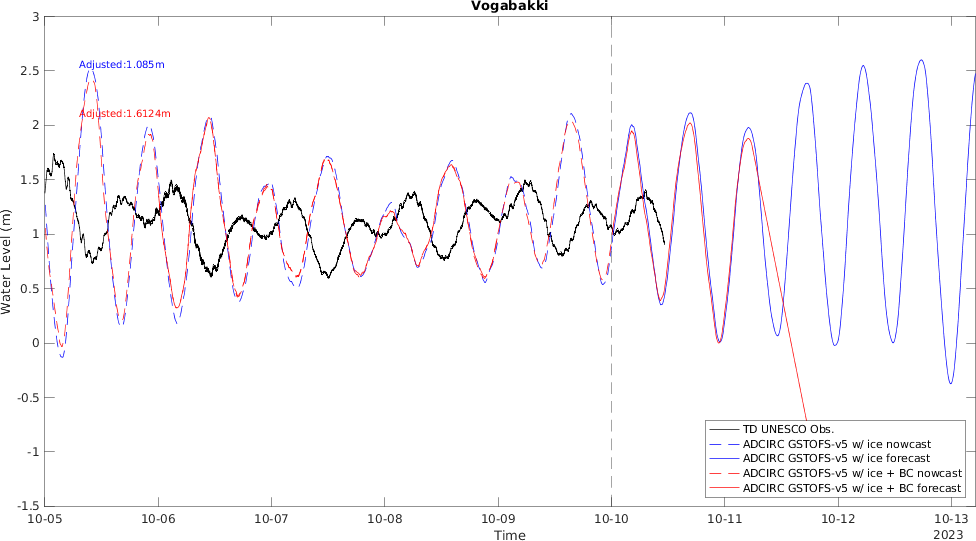 Vogabakki
3
2.5
2
1.5
1
0.5
0
-0.5
-1
-1.5
Water Level (m)
Adjusted:1.085m
Adjusted:1.6124m
TD UNESCO Obs.
ADCIRC GSTOFS-v5 w/ ice nowcast
ADCIRC GSTOFS-v5 w/ ice forecast
ADCIRC GSTOFS-v5 w/ ice + BC nowcast
ADCIRC GSTOFS-v5 w/ ice + BC forecast
10-05 10-06 10-07 10-08 10-09 10-10 10-11 10-12 10-13
Time
2023